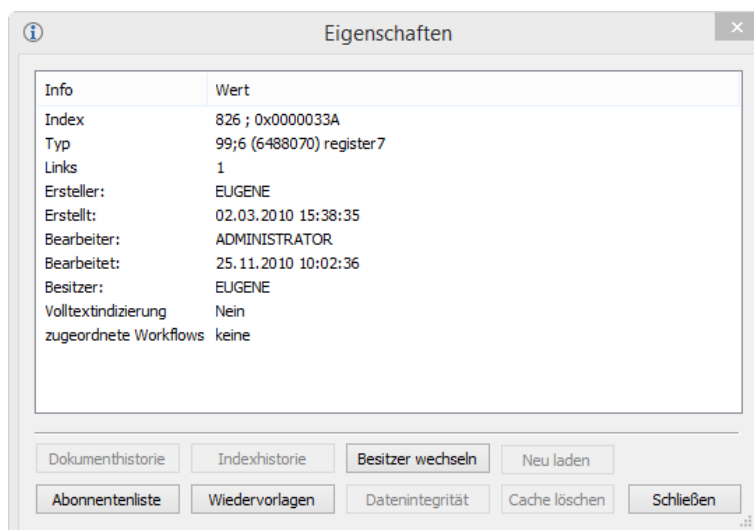 Eigenschaften
Info Wert
Index 826 ; 0x0000033A
Typ 99;6 (6488070) register7
Links 1
Ersteller: EUGENE
Erstellt: 02.03.2010 15:38:35
Bearbeiter: ADMINISTRATOR
Bearbeitet: 25.11.2010 10:02:36
Besitzer: EUGENE
Volltextindizierung Nein
zugeordnete Workflows keine
Dokumenthistorie Indexhistorie Besitzer wechseln Neu laden
Abonnentenliste Wiedervorlagen Datenintegrität Cache löschen Schließen